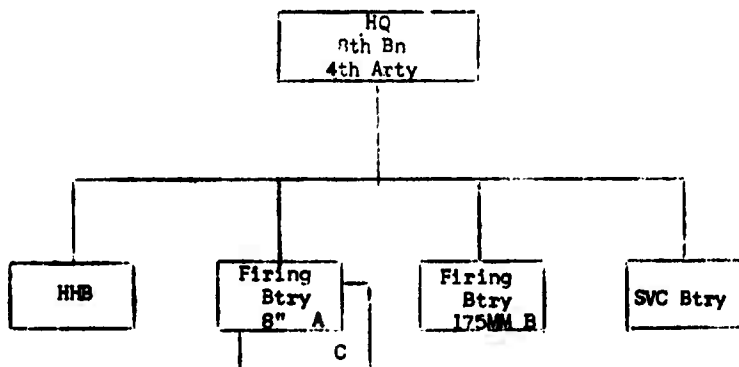 HQ
8th Bn
4th Arty
HHB
Firing
Btry
8" A
C
Firing
Btry
175MM B
SVC Btry